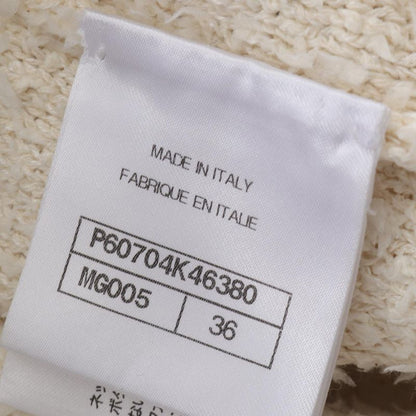 MADE IN ITALY
FABRIQUE EN ITALIE
P60704K46380
MG005 36